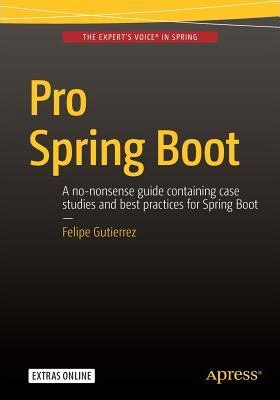 THE EXPERT'S VOICE® IN SPRING
Pro
Spring Boot
A no-nonsense guide containing case
studies and best practices for Spring Boot
—
Felipe Gutierrez
EXTRAS ONLINE
Apress®